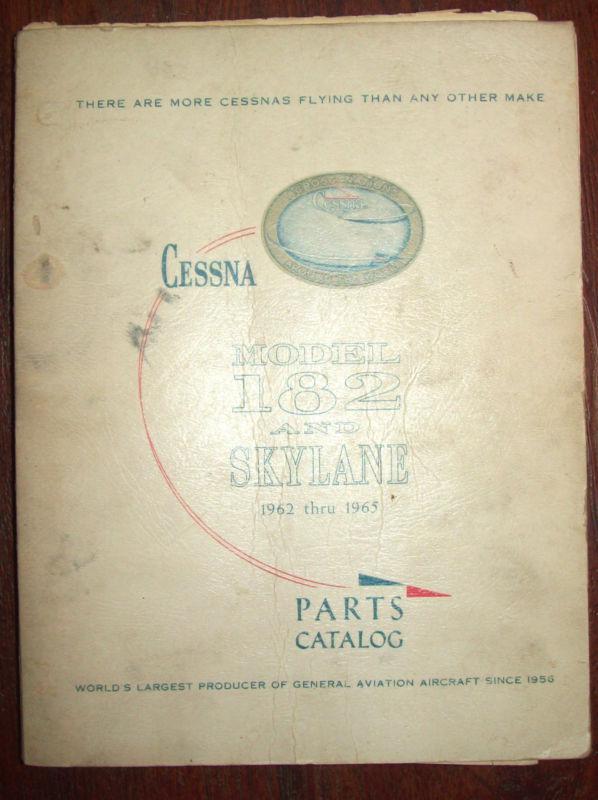 THERE ARE MORE CESSNAS FLYING THAN ANY OTHER MAKE
CESSNA
CESSNA
MODEL
182
AND
SKYLANE
1962 thru 1965
PARTS
CATALOG
WORLD'S LARGEST PRODUCER OF GENERAL AVIATION AIRCRAFT SINCE 1956